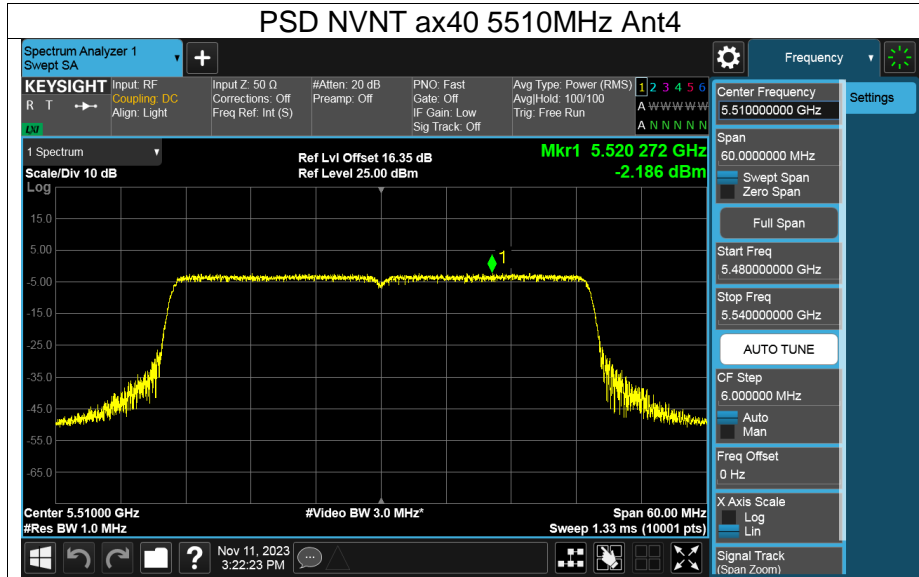 PSD NVNT ax40 5510MHz Ant4
Spectrum Analyzer 1
Swept SA
+
Frequency
KEYSIGHT
R T
LXI
Input: RF
Coupling: DC
Align: Light
Input Z: 50 Ω
Corrections: Off
Freq Ref: Int (S)
#Atten: 20 dB
Preamp: Off
PNO: Fast
Gate: Off
IF Gain: Low
Sig Track: Off
Avg Type: Power (RMS)
Avg|Hold: 100/100
Trig: Free Run
1 2 3 4 5 6
A W W W W W
A N N N N N
1 Spectrum
Scale/Div 10 dB
Log
Ref Lvl Offset 16.35 dB
Ref Level 25.00 dBm
Mkr1 5.520 272 GHz
-2.186 dBm
15.0
5.00
-5.00
-15.0
-25.0
-35.0
-45.0
-55.0
-65.0
1
Center 5.51000 GHz
#Res BW 1.0 MHz
#Video BW 3.0 MHz*
Span 60.00 MHz
Sweep 1.33 ms (10001 pts)
?
Nov 11, 2023
3:22:23 PM
Center Frequency
5.510000000 GHz
Span
60.0000000 MHz
Swept Span
Zero Span
Full Span
Start Freq
5.480000000 GHz
Stop Freq
5.540000000 GHz
AUTO TUNE
CF Step
6.000000 MHz
Auto
Man
Freq Offset
0 Hz
X Axis Scale
Log
Lin
Signal Track
(Span Zoom)
Settings